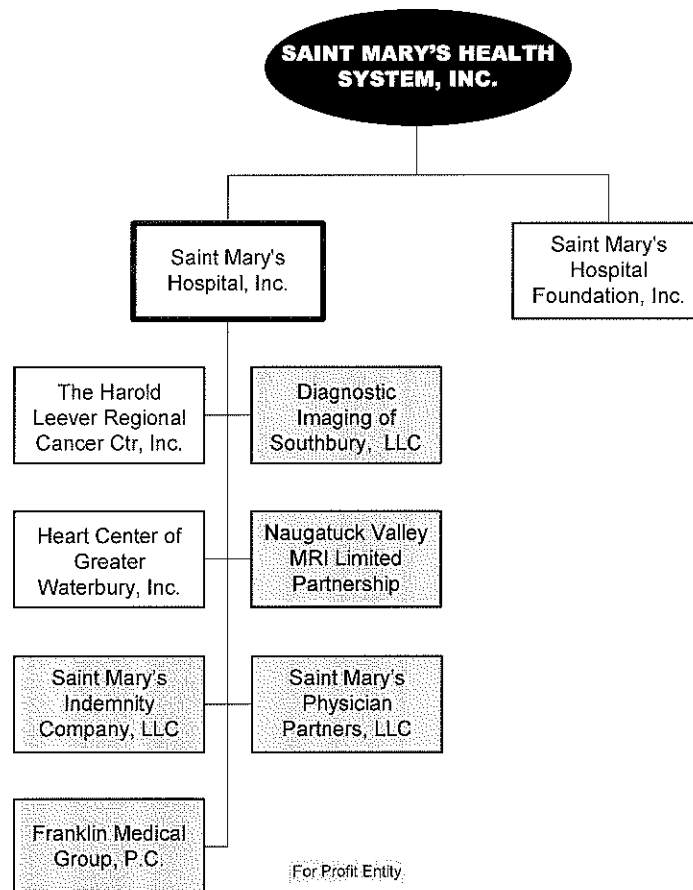 SAINT MARY'S HEALTH
SYSTEM, INC.
Saint Mary's
Hospital, Inc.
Saint Mary's
Hospital
Foundation, Inc.
The Harold
Leever Regional
Cancer Ctr, Inc.
Diagnostic
Imaging of
Southbury, LLC
Heart Center of
Greater
Waterbury, Inc.
Naugatuck Valley
MRI Limited
Partnership
Saint Mary's
Indemnity
Company, LLC
Saint Mary's
Physician
Partners, LLC
Franklin Medical
Group, P.C.
For Profit Entity